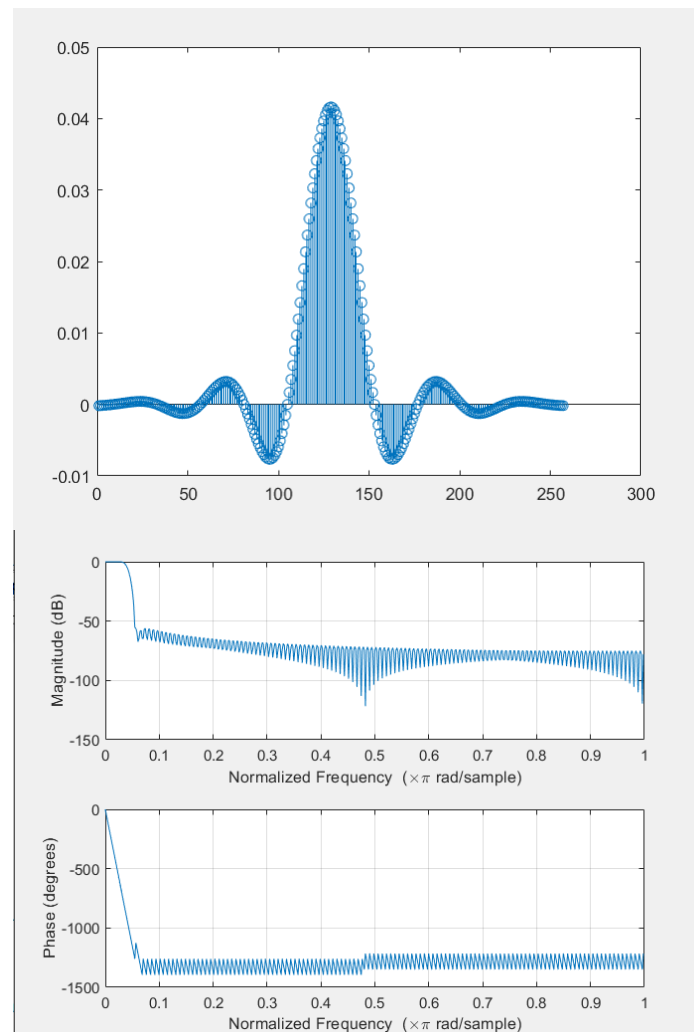 0.05
0.04
0.03
0.02
0.01
0
-0.01
0 50 100 150 200 250 300
0
-50
-100
-150
Magnitude (dB)
0 0.1 0.2 0.3 0.4 0.5 0.6 0.7 0.8 0.9 1
Normalized Frequency (×π rad/sample)
0
-500
-1000
-1500
Phase (degrees)
0 0.1 0.2 0.3 0.4 0.5 0.6 0.7 0.8 0.9 1
Normalized Frequency (×π rad/sample)